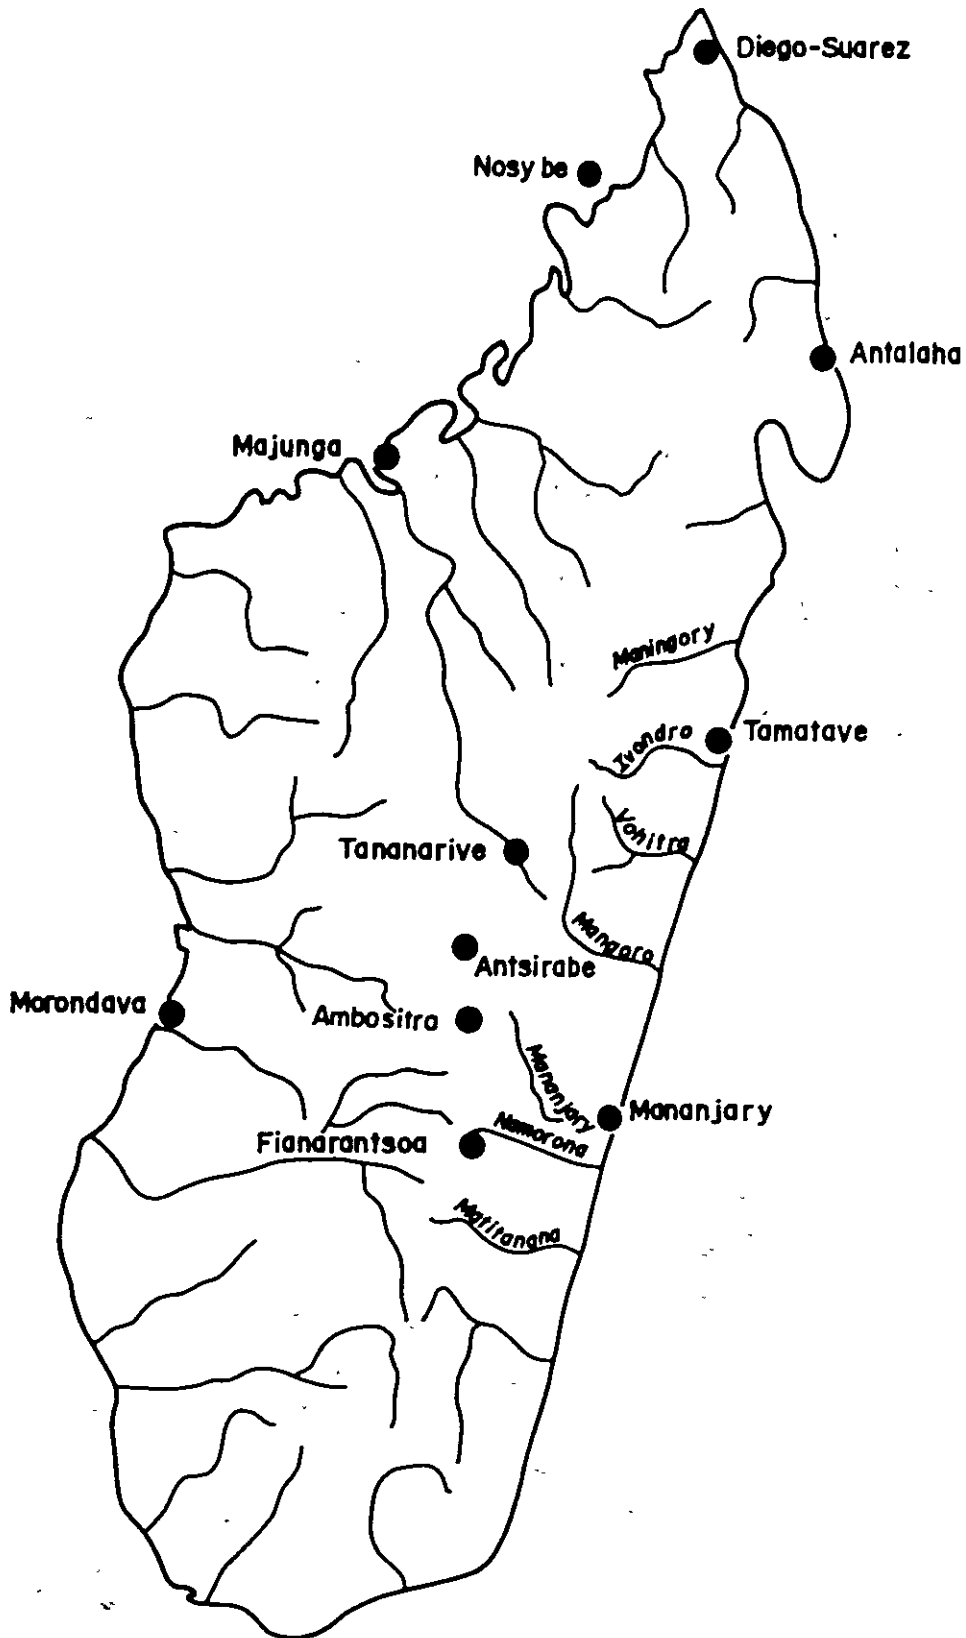 Diego-Suarez
Nosy be
Antalaha
Majunga
Maningory
Ivondro
Tamatave
Vohitra
Tananarive
Mangoro
Antsirabe
Morondava
Ambositra
Mananjary
Mananjary
Namorona
Fianarantsoa
Matitanana